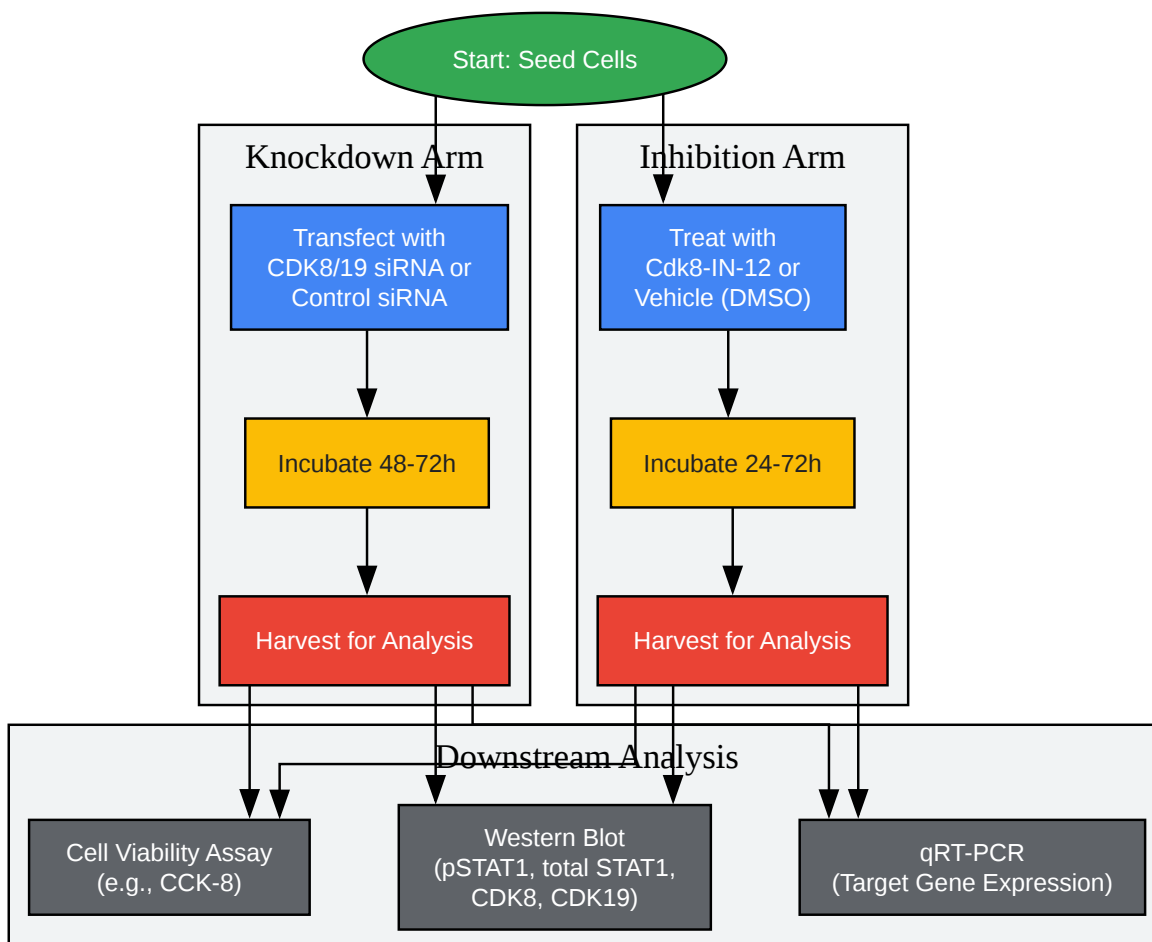 Start: Seed Cells
Knockdown Arm
Transfect with
CDK8/19 siRNA or
Control siRNA
Incubate 48-72h
Harvest for Analysis
Inhibition Arm
Treat with
Cdk8-IN-12 or
Vehicle (DMSO)
Incubate 24-72h
Harvest for Analysis
Downstream Analysis
Cell Viability Assay
(e.g., CCK-8)
Western Blot
(pSTAT1, total STAT1,
CDK8, CDK19)
qRT-PCR
(Target Gene Expression)